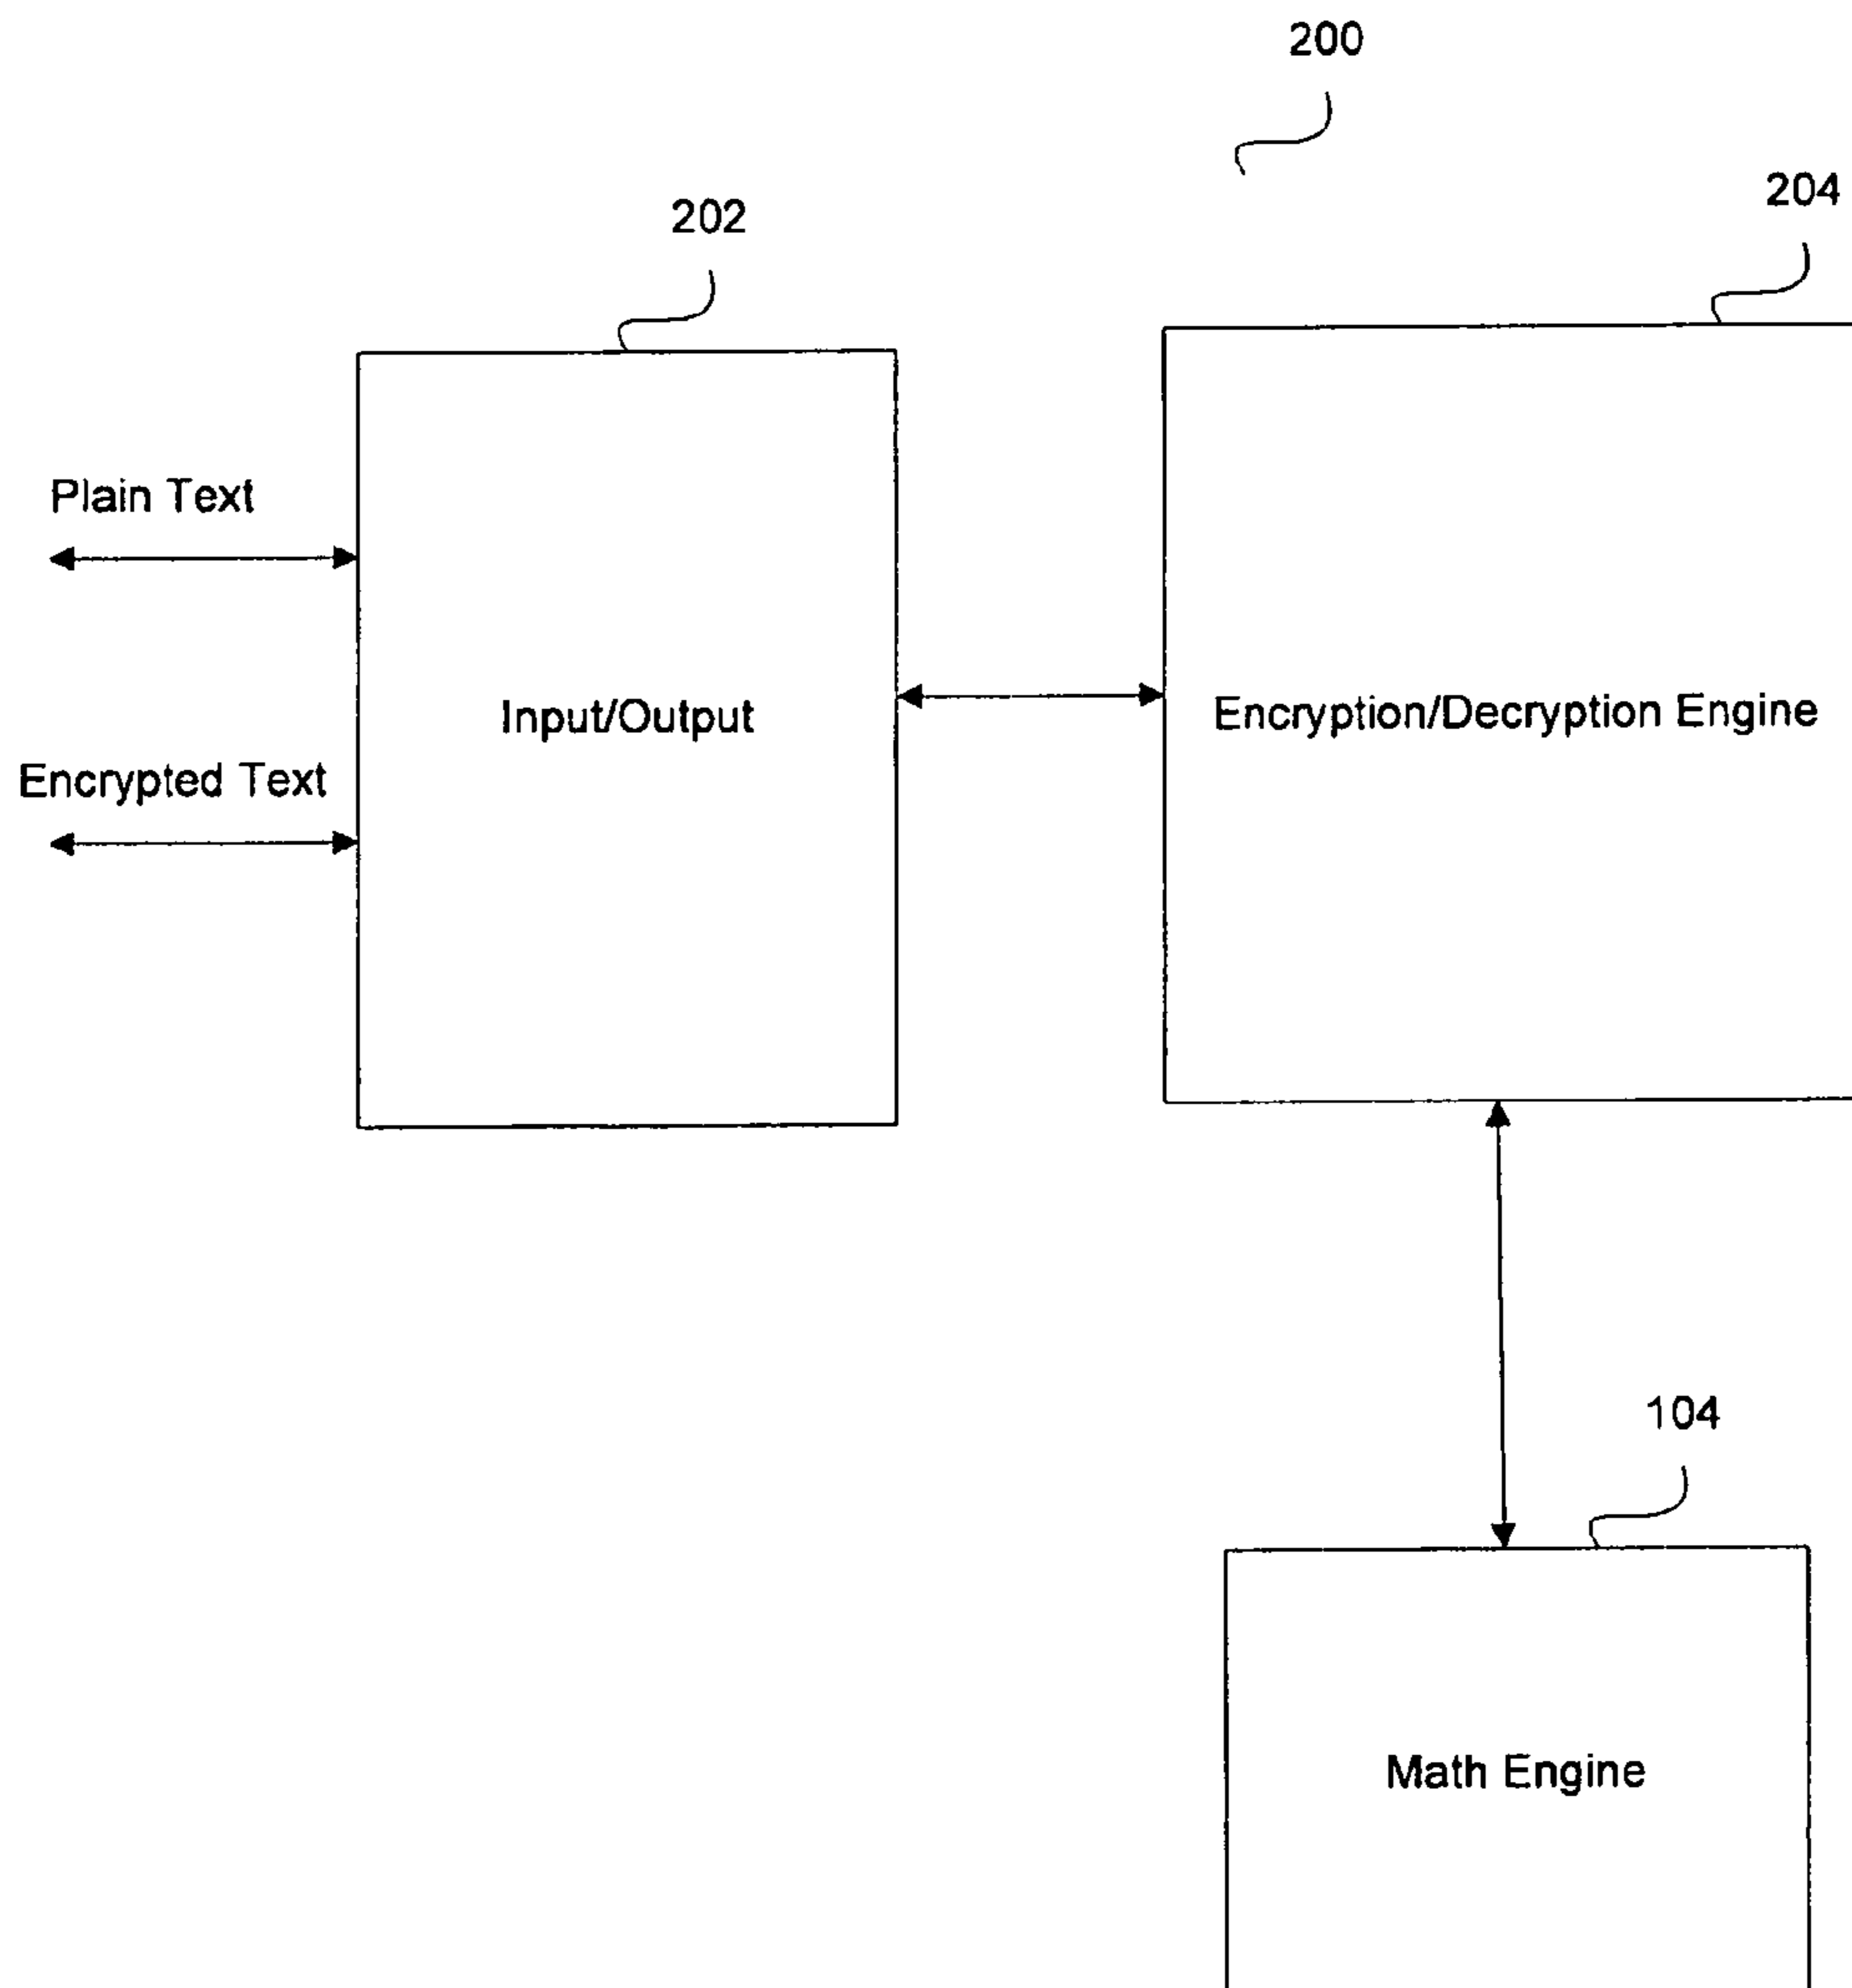 200
204
202
Plain Text
Input/Output
Encryption/Decryption Engine
Encrypted Text
104
Math Engine